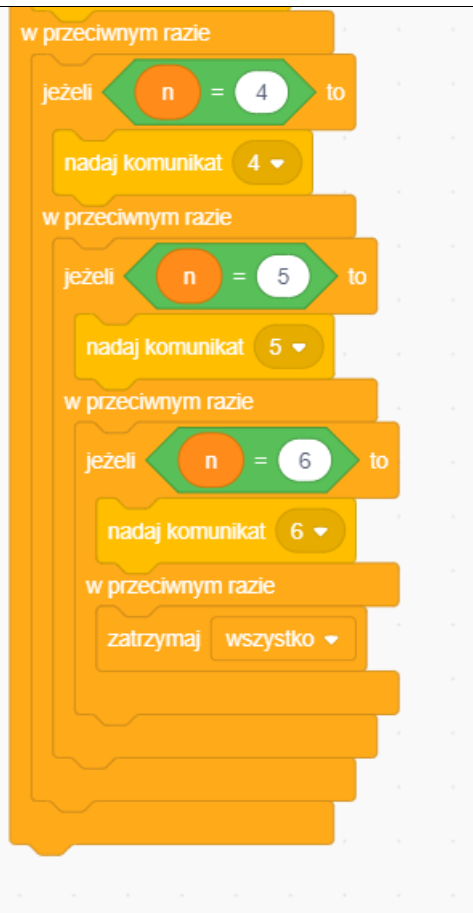 w przeciwnym razie
jeżeli n = 4 to
nadaj komunikat 4
w przeciwnym razie
jeżeli n = 5 to
nadaj komunikat 5
w przeciwnym razie
jeżeli n = 6 to
nadaj komunikat 6
w przeciwnym razie
zatrzymaj wszystko